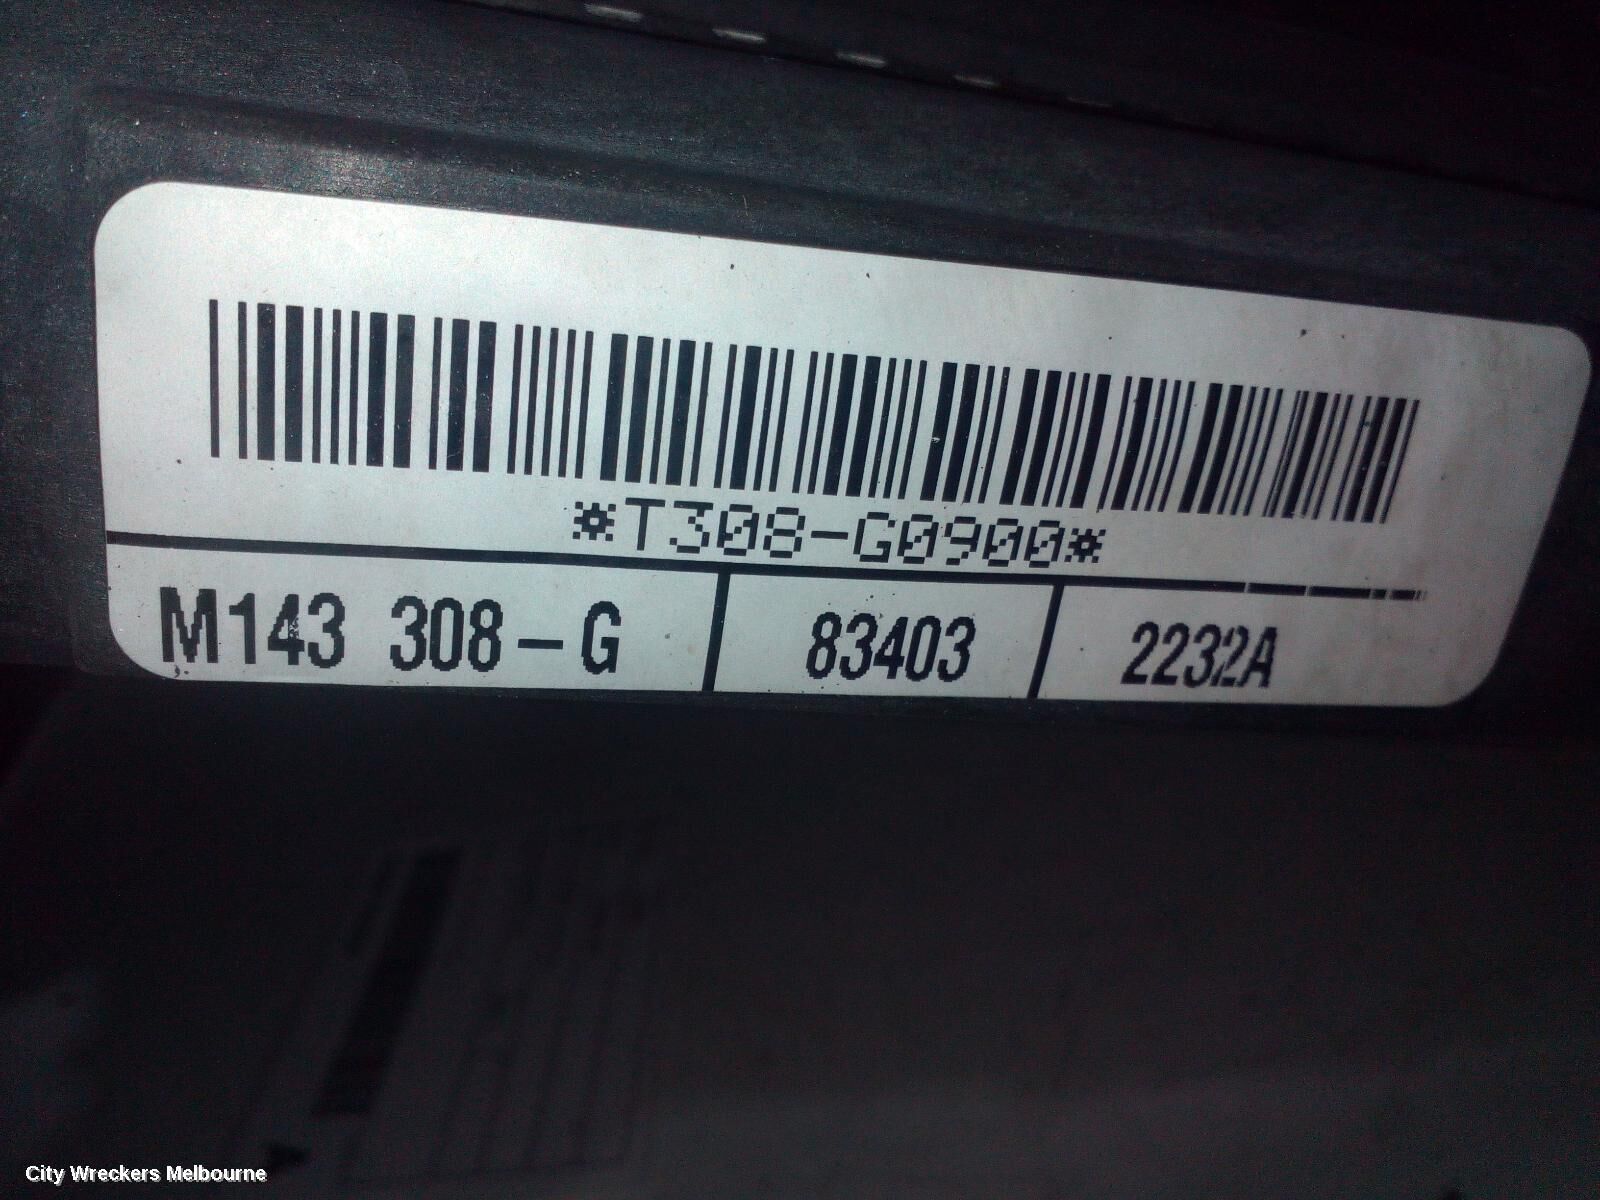 *T308-G0900*
M143 308-G 83403 2232A
City Wreckers Melbourne